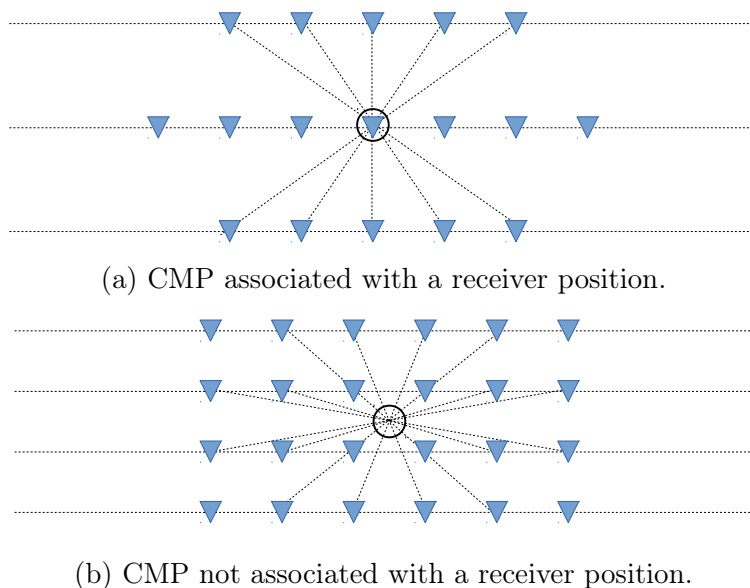 (a) CMP associated with a receiver position.
(b) CMP not associated with a receiver position.